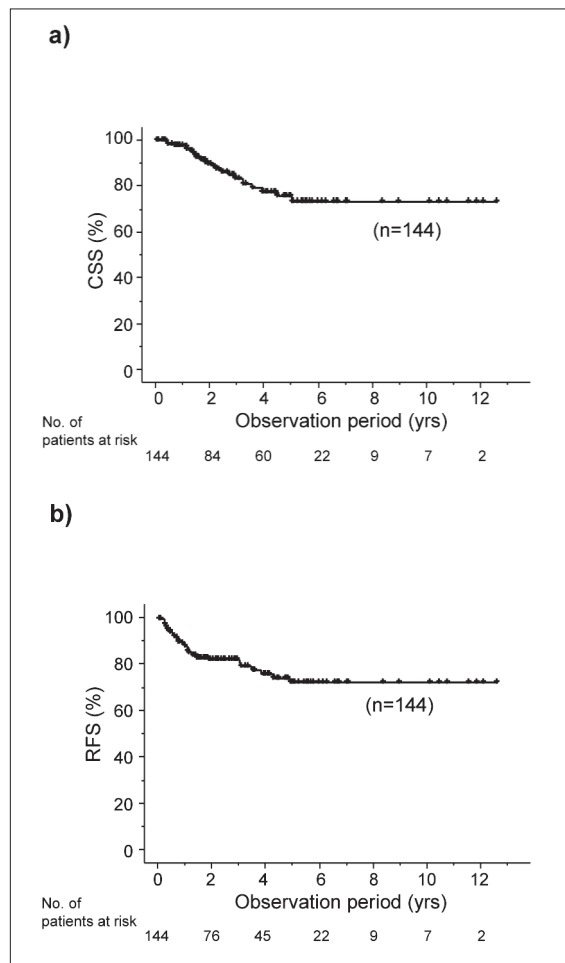 a)
100
80
60
40
20
0
CSS (%)
(n=144)
0 2 4 6 8 10 12
Observation period (yrs)
No. of
patients at risk
144 84 60 22 9 7 2
b)
100
80
60
40
20
0
RFS (%)
(n=144)
0 2 4 6 8 10 12
Observation period (yrs)
No. of
patients at risk
144 76 45 22 9 7 2